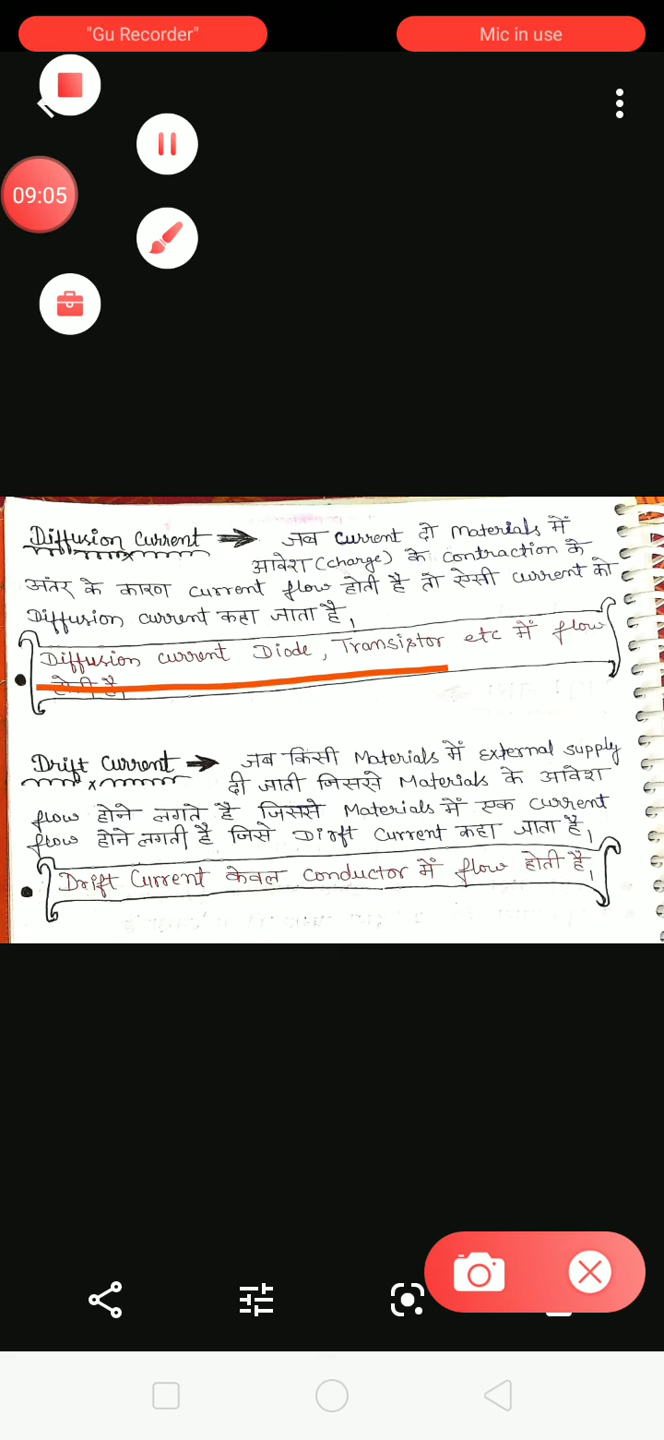 "Gu Recorder"
Mic in use
09:05
Diffusion Current → जब Current दो Materials में
आवेश (charge) के Contraction के
अंतर के कारण current flow होती है तो ऐसी current को
Diffusion current कहा जाता है,
Diffusion current Diode, Transistor etc में flow
होती है,
Drift Current → जब किसी Materials में External supply
दी जाती जिससे Materials के आवेश
flow होने लगते है जिससे Materials में एक Current
flow होने लगती है जिसे Dirft Current कहा जाता है,
Drift Current केवल Conductor में flow होती है,